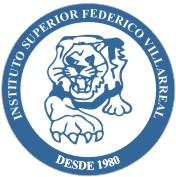 INSTITUTO SUPERIOR FEDERICO VILLARREAL
DESDE 1980